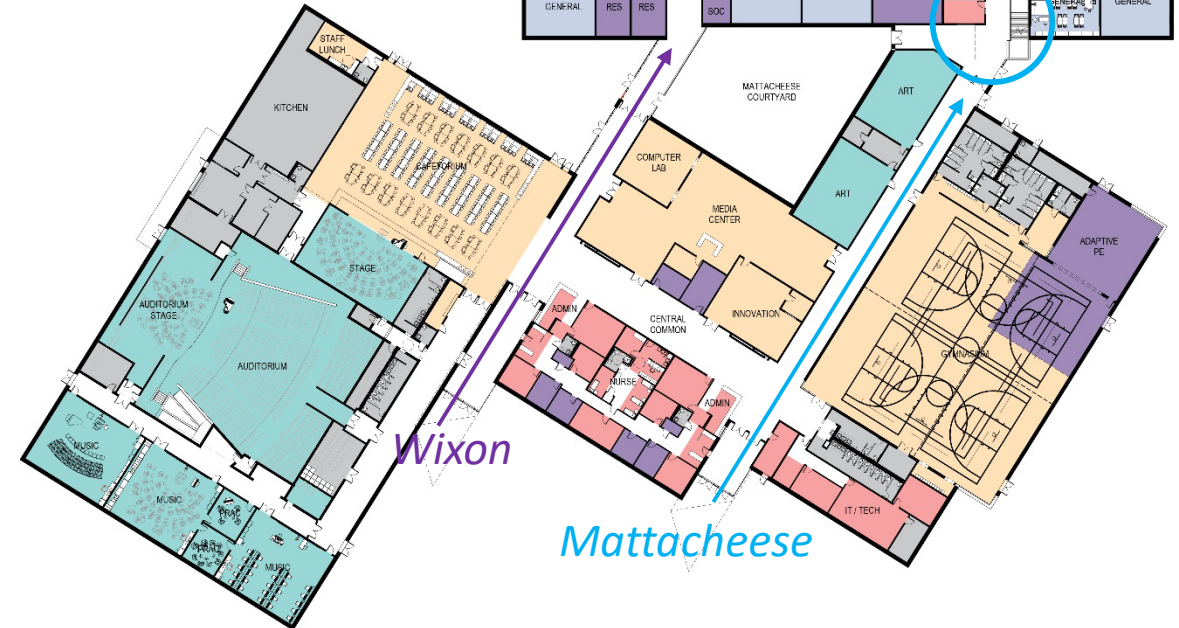 GENERAL
RES
RES
SOC
GENERAL
GENERAL
STAFF
LUNCH
KITCHEN
CAFETORIUM
MATTACHEESE
COURTYARD
ART
COMPUTER
LAB
ART
MEDIA
CENTER
ADAPTIVE
PE
STAGE
AUDITORIUM
STAGE
ADMIN
CENTRAL
COMMON
INNOVATION
AUDITORIUM
GYMNASIUM
NURSE
ADMIN
Wixon
MUSIC
MUSIC
PRAC
IT / TECH
Mattacheese
PRAC
MUSIC